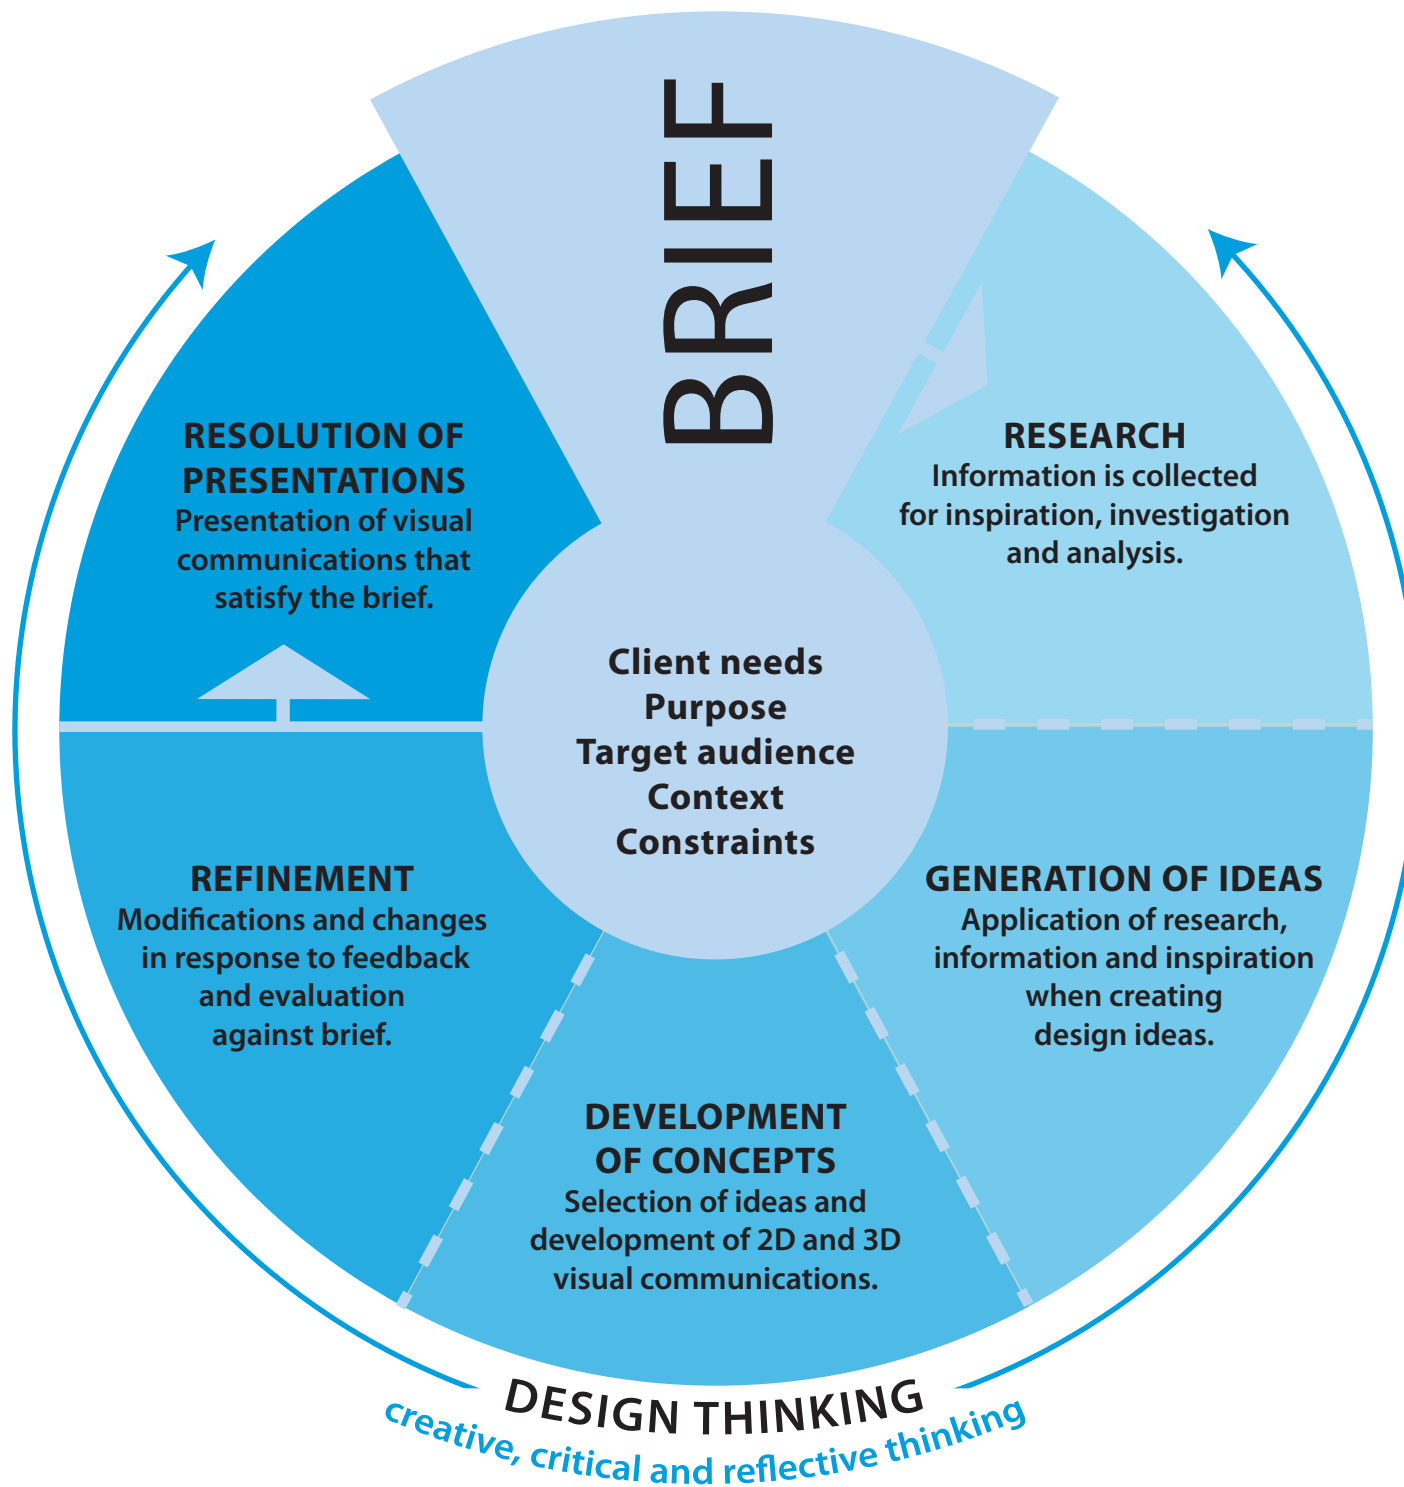 BRIEF
Client needs
Purpose
Target audience
Context
Constraints
RESEARCH
Information is collected
for inspiration, investigation
and analysis.
GENERATION OF IDEAS
Application of research,
information and inspiration
when creating
design ideas.
DEVELOPMENT
OF CONCEPTS
Selection of ideas and
development of 2D and 3D
visual communications.
REFINEMENT
Modifications and changes
in response to feedback
and evaluation
against brief.
RESOLUTION OF
PRESENTATIONS
Presentation of visual
communications that
satisfy the brief.
DESIGN THINKING
creative, critical and reflective thinking